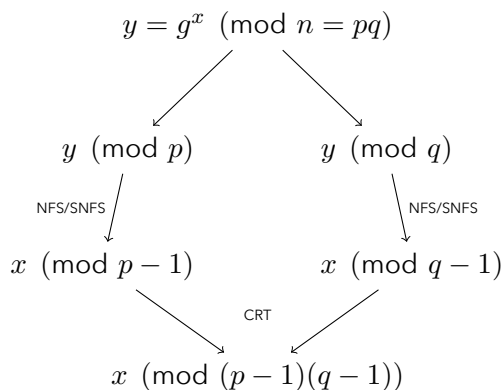 y = g^x (mod n = pq)
y (mod p) y (mod q)
NFS/SNFS NFS/SNFS
x (mod p − 1) x (mod q − 1)
CRT
x (mod (p − 1)(q − 1))